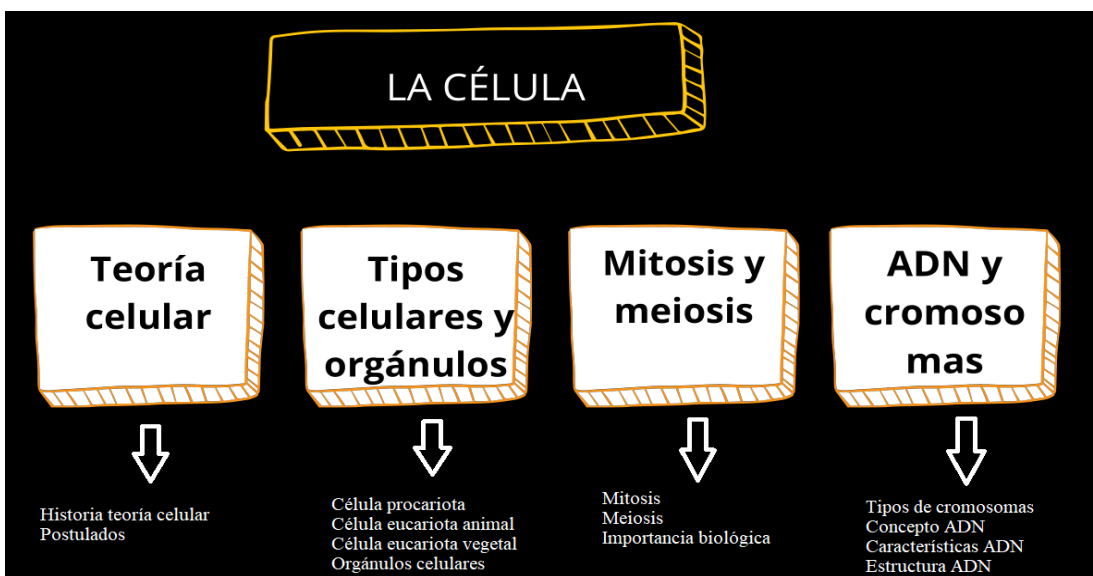 LA CÉLULA
Teoría
celular
Tipos
celulares y
orgánulos
Mitosis y
meiosis
ADN y
cromoso
mas
Historia teoría celular
Postulados
Célula procariota
Célula eucariota animal
Célula eucariota vegetal
Orgánulos celulares
Mitosis
Meiosis
Importancia biológica
Tipos de cromosomas
Concepto ADN
Características ADN
Estructura ADN